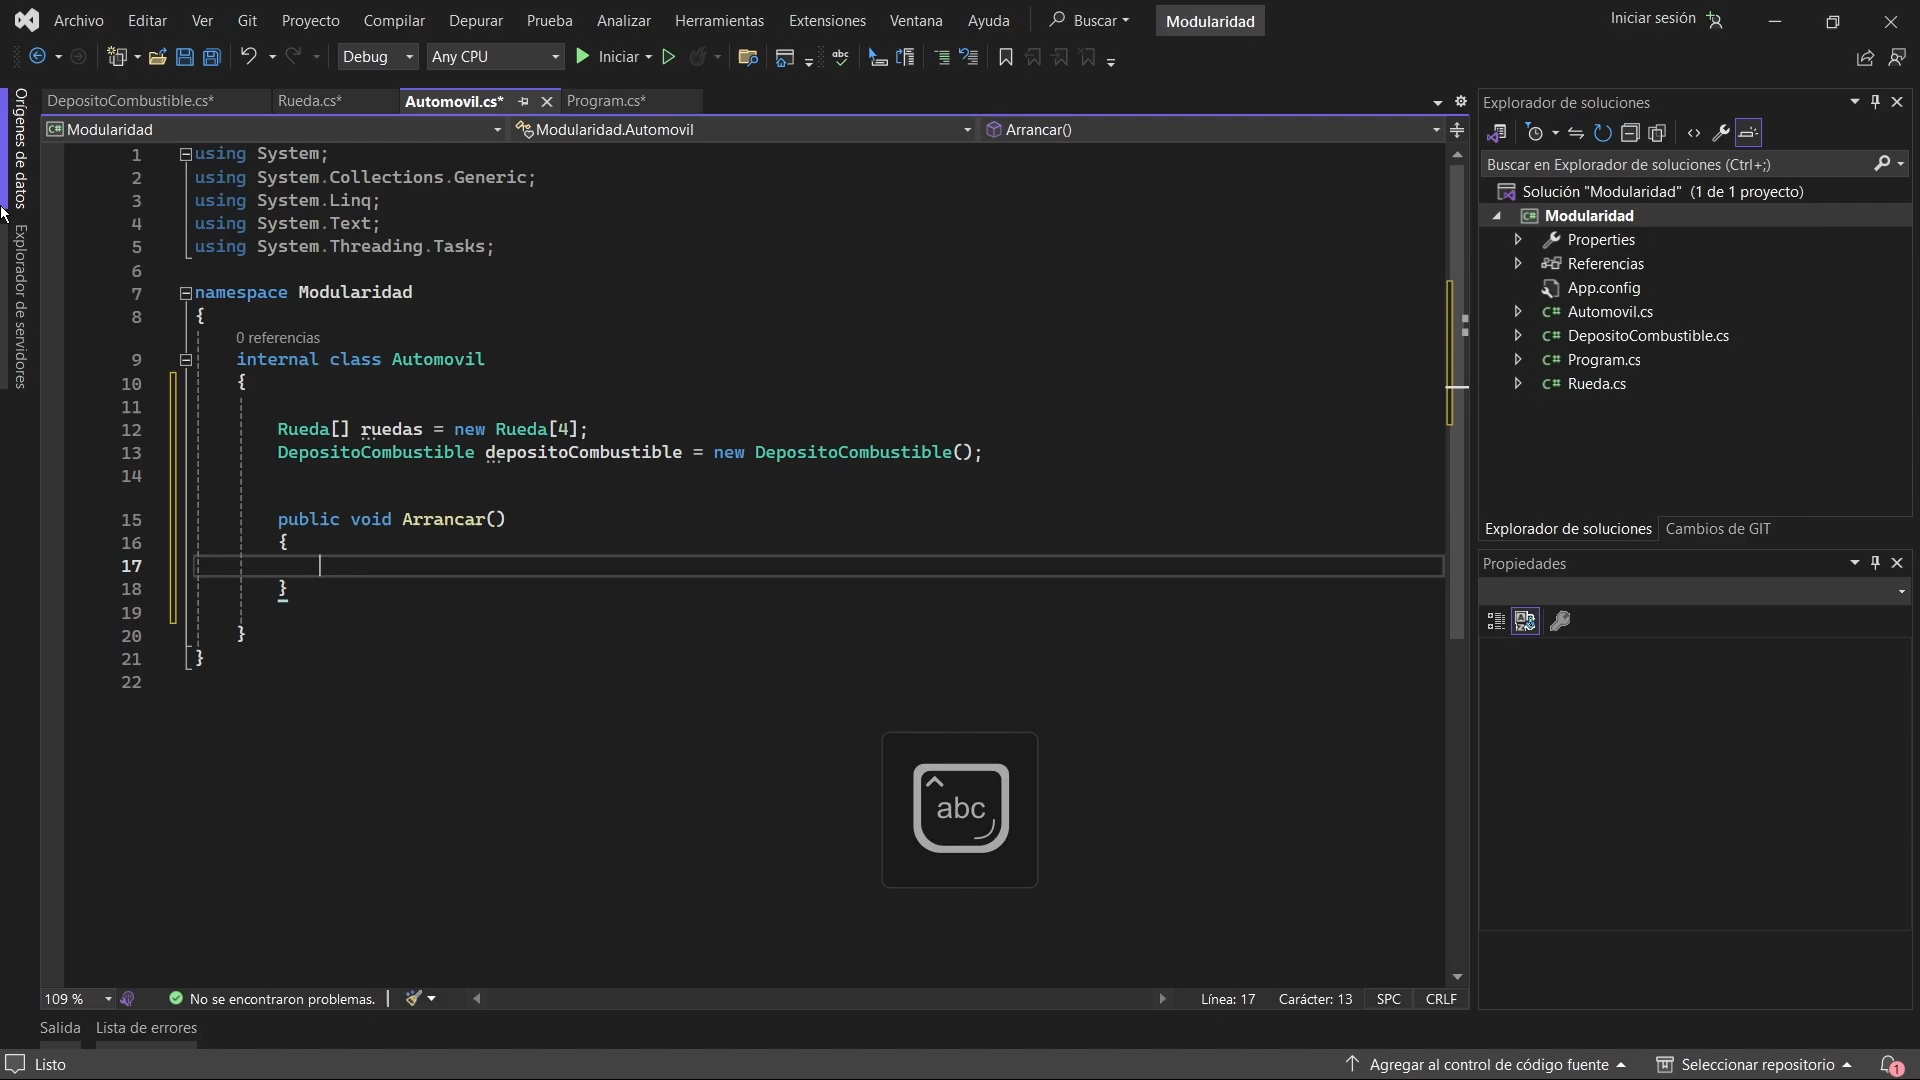 Archivo Editar Ver Git Proyecto Compilar Depurar Prueba Analizar Herramientas Extensiones Ventana Ayuda Buscar Modularidad Iniciar sesión
Debug Any CPU Iniciar abc
Orígenes de datos
Explorador de servidores
DepositoCombustible.cs* Rueda.cs* Automovil.cs* Program.cs*
C# Modularidad Modularidad.Automovil Arrancar()
1 using System;
2 using System.Collections.Generic;
3 using System.Linq;
4 using System.Text;
5 using System.Threading.Tasks;
6
7 namespace Modularidad
8 {
0 referencias
9 internal class Automovil
10 {
11
12 Rueda[] ruedas = new Rueda[4];
13 DepositoCombustible depositoCombustible = new DepositoCombustible();
14
15 public void Arrancar()
16 {
17
18 }
19
20 }
21 }
22
abc
109 % No se encontraron problemas. Línea: 17 Carácter: 13 SPC CRLF
Salida Lista de errores
Explorador de soluciones
Buscar en Explorador de soluciones (Ctrl+;)
Solución "Modularidad" (1 de 1 proyecto)
C# Modularidad
Properties
Referencias
App.config
C# Automovil.cs
C# DepositoCombustible.cs
C# Program.cs
C# Rueda.cs
Explorador de soluciones Cambios de GIT
Propiedades
Listo Agregar al control de código fuente Seleccionar repositorio 1